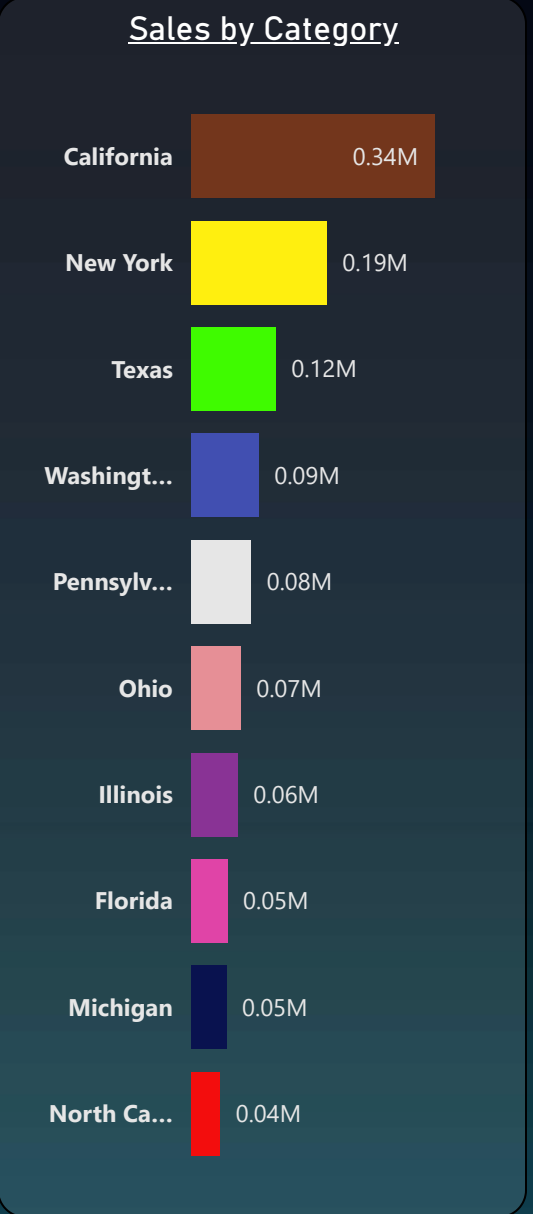 Sales by Category
California 0.34M
New York 0.19M
Texas 0.12M
Washingt... 0.09M
Pennsylv... 0.08M
Ohio 0.07M
Illinois 0.06M
Florida 0.05M
Michigan 0.05M
North Ca... 0.04M